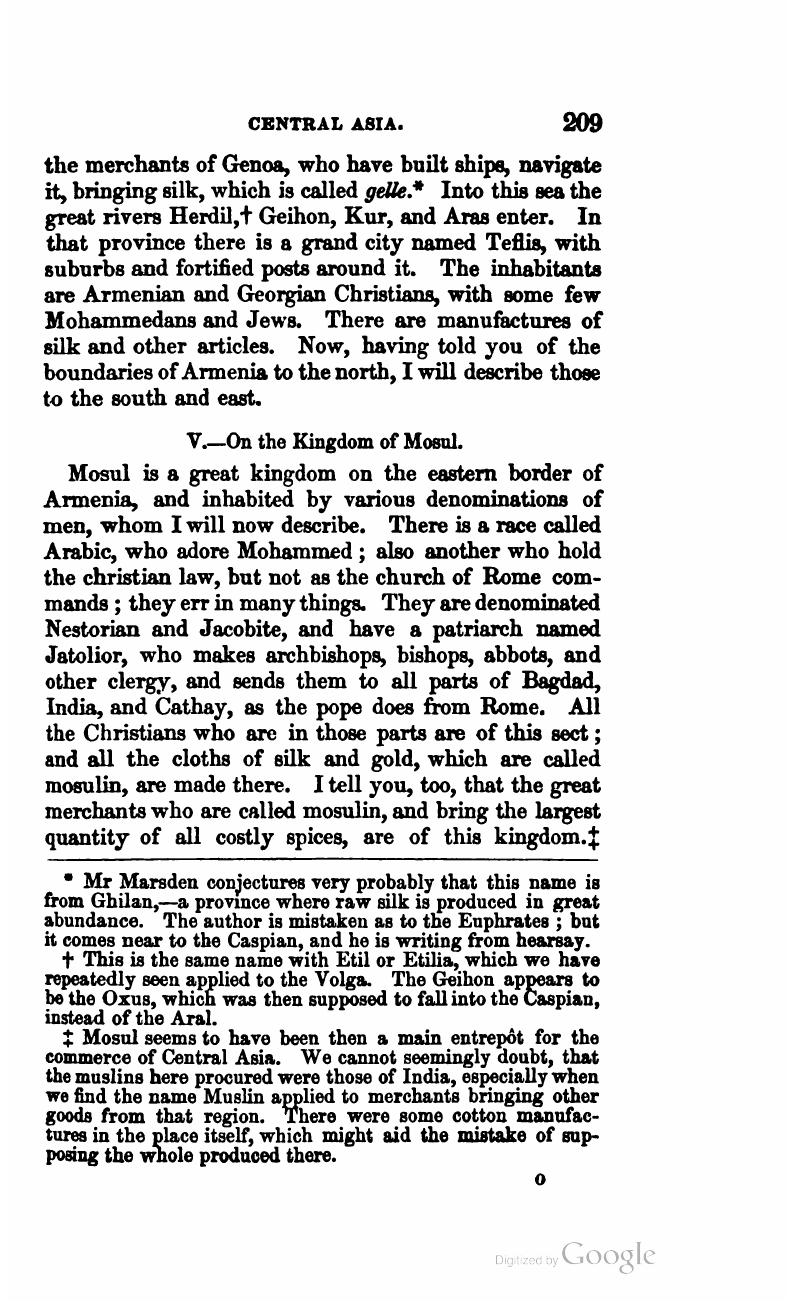 CENTRAL ASIA. 209
the merchants of Genoa, who have built ships, navigate
it, bringing silk, which is called gelle.* Into this sea the
great rivers Herdil,† Geihon, Kur, and Aras enter. In
that province there is a grand city named Teflis, with
suburbs and fortified posts around it. The inhabitants
are Armenian and Georgian Christians, with some few
Mohammedans and Jews. There are manufactures of
silk and other articles. Now, having told you of the
boundaries of Armenia to the north, I will describe those
to the south and east.
V.—On the Kingdom of Mosul.
Mosul is a great kingdom on the eastern border of
Armenia, and inhabited by various denominations of
men, whom I will now describe. There is a race called
Arabic, who adore Mohammed ; also another who hold
the christian law, but not as the church of Rome com-
mands ; they err in many things. They are denominated
Nestorian and Jacobite, and have a patriarch named
Jatolior, who makes archbishops, bishops, abbots, and
other clergy, and sends them to all parts of Bagdad,
India, and Cathay, as the pope does from Rome. All
the Christians who are in those parts are of this sect ;
and all the cloths of silk and gold, which are called
mosulin, are made there. I tell you, too, that the great
merchants who are called mosulin, and bring the largest
quantity of all costly spices, are of this kingdom.‡
* Mr Marsden conjectures very probably that this name is
from Ghilan,—a province where raw silk is produced in great
abundance. The author is mistaken as to the Euphrates ; but
it comes near to the Caspian, and he is writing from hearsay.
† This is the same name with Etil or Etilia, which we have
repeatedly seen applied to the Volga. The Geihon appears to
be the Oxus, which was then supposed to fall into the Caspian,
instead of the Aral.
‡ Mosul seems to have been then a main entrepôt for the
commerce of Central Asia. We cannot seemingly doubt, that
the muslins here procured were those of India, especially when
we find the name Muslin applied to merchants bringing other
goods from that region. There were some cotton manufac-
tures in the place itself, which might aid the mistake of sup-
posing the whole produced there.
O
Digitized by Google